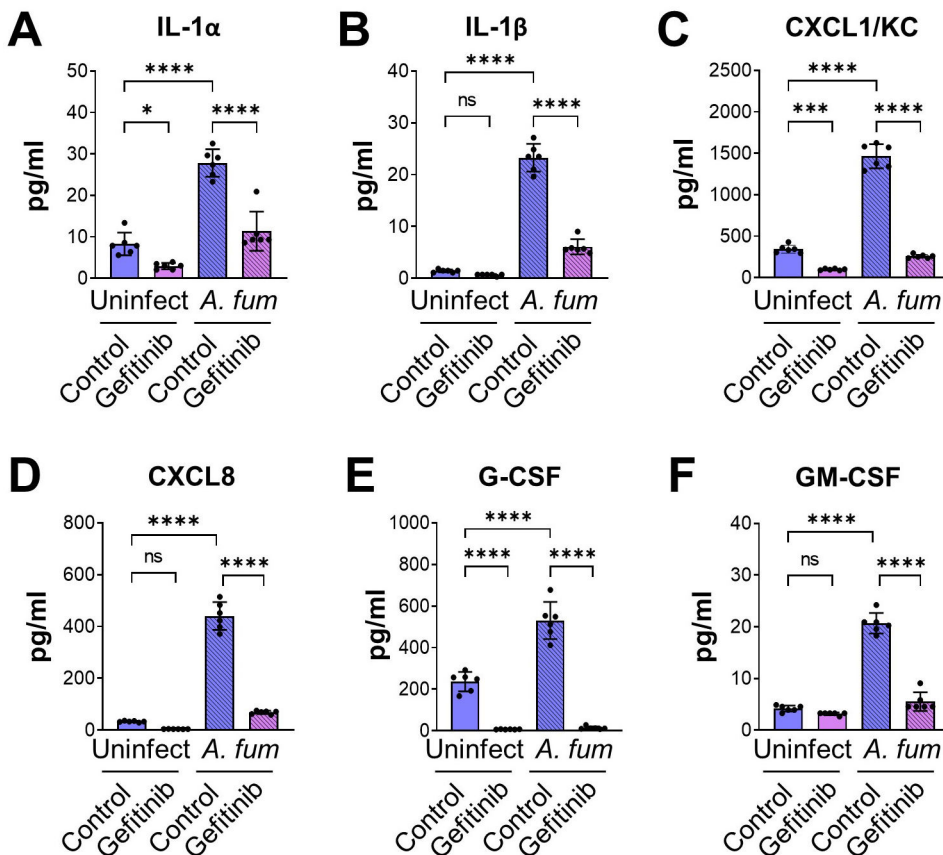 A
IL-1α
pg/ml
50
40
30
20
10
0
****
*
****
Uninfect
A. fum
Control
Gefitinib
Control
Gefitinib
B
IL-1β
pg/ml
40
30
20
10
0
****
ns
****
Uninfect
A. fum
Control
Gefitinib
Control
Gefitinib
C
CXCL1/KC
pg/ml
2500
2000
1500
1000
500
0
****
***
****
Uninfect
A. fum
Control
Gefitinib
Control
Gefitinib
D
CXCL8
pg/ml
800
600
400
200
0
****
ns
****
Uninfect
A. fum
Control
Gefitinib
Control
Gefitinib
E
G-CSF
pg/ml
1000
800
600
400
200
0
****
****
****
Uninfect
A. fum
Control
Gefitinib
Control
Gefitinib
F
GM-CSF
pg/ml
40
30
20
10
0
****
ns
****
Uninfect
A. fum
Control
Gefitinib
Control
Gefitinib